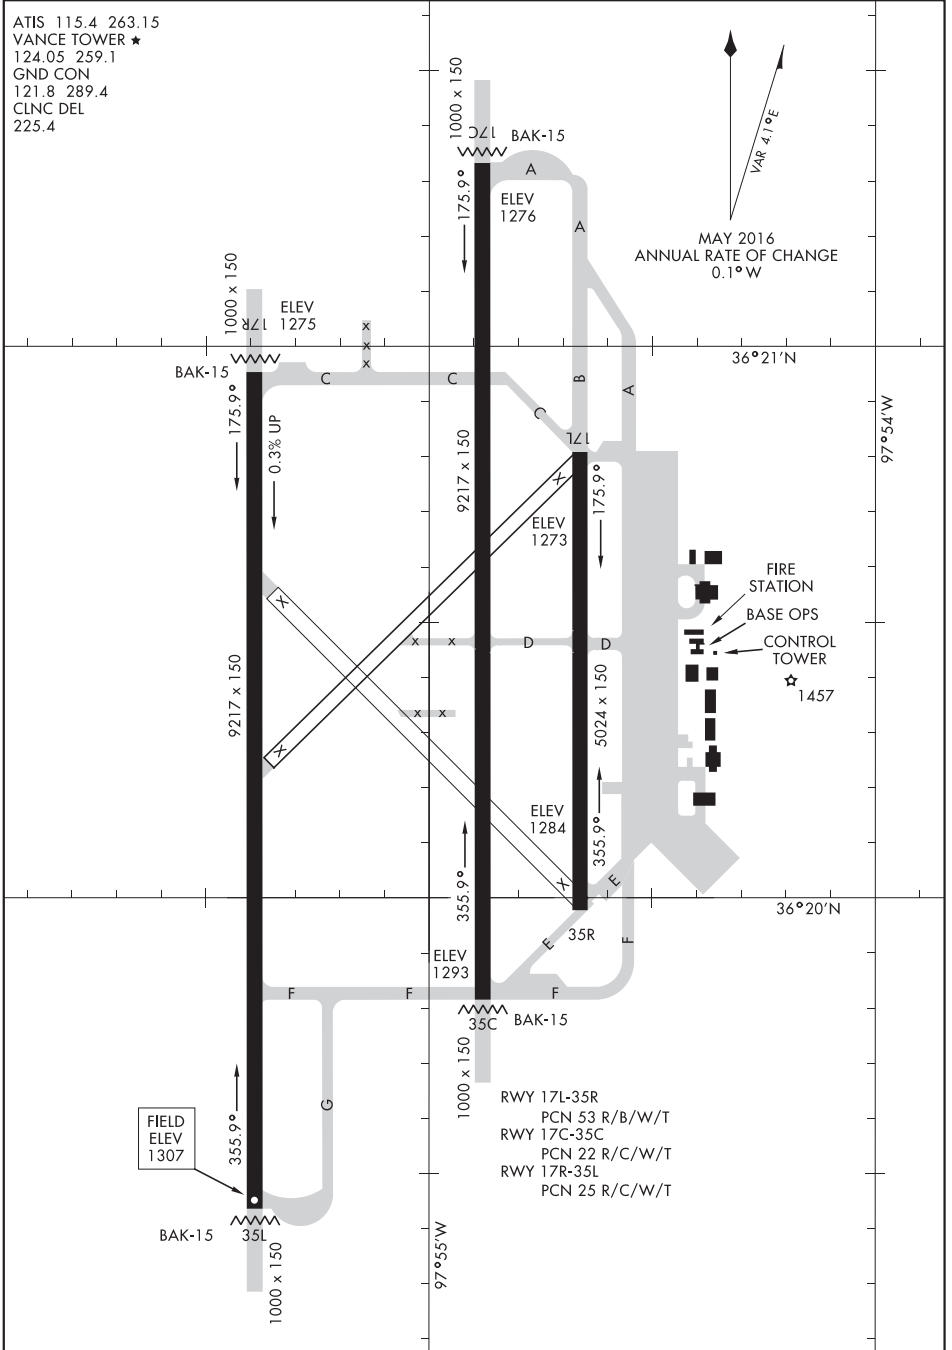 ATIS 115.4 263.15
VANCE TOWER ★
124.05 259.1
GND CON
121.8 289.4
CLNC DEL
225.4
1000 x 150
17C
BAK-15
175.9°
ELEV
1276
A
A
VAR 4.1°E
MAY 2016
ANNUAL RATE OF CHANGE
0.1° W
1000 x 150
17R
ELEV
1275
X
X
X
BAK-15
36°21'N
C
C
C
B
A
175.9°
0.3% UP
97°54'W
17L
9217 x 150
X
175.9°
ELEV
1273
FIRE
STATION
BASE OPS
CONTROL
TOWER
1457
X
X
X
D
D
9217 x 150
X
X
X
5024 x 150
ELEV
1284
355.9°
355.9°
X
E
36°20'N
35R
E
F
ELEV
1293
F
F
F
35C
BAK-15
1000 x 150
G
355.9°
FIELD
ELEV
1307
RWY 17L-35R
PCN 53 R/B/W/T
RWY 17C-35C
PCN 22 R/C/W/T
RWY 17R-35L
PCN 25 R/C/W/T
BAK-15
35L
1000 x 150
97°55'W